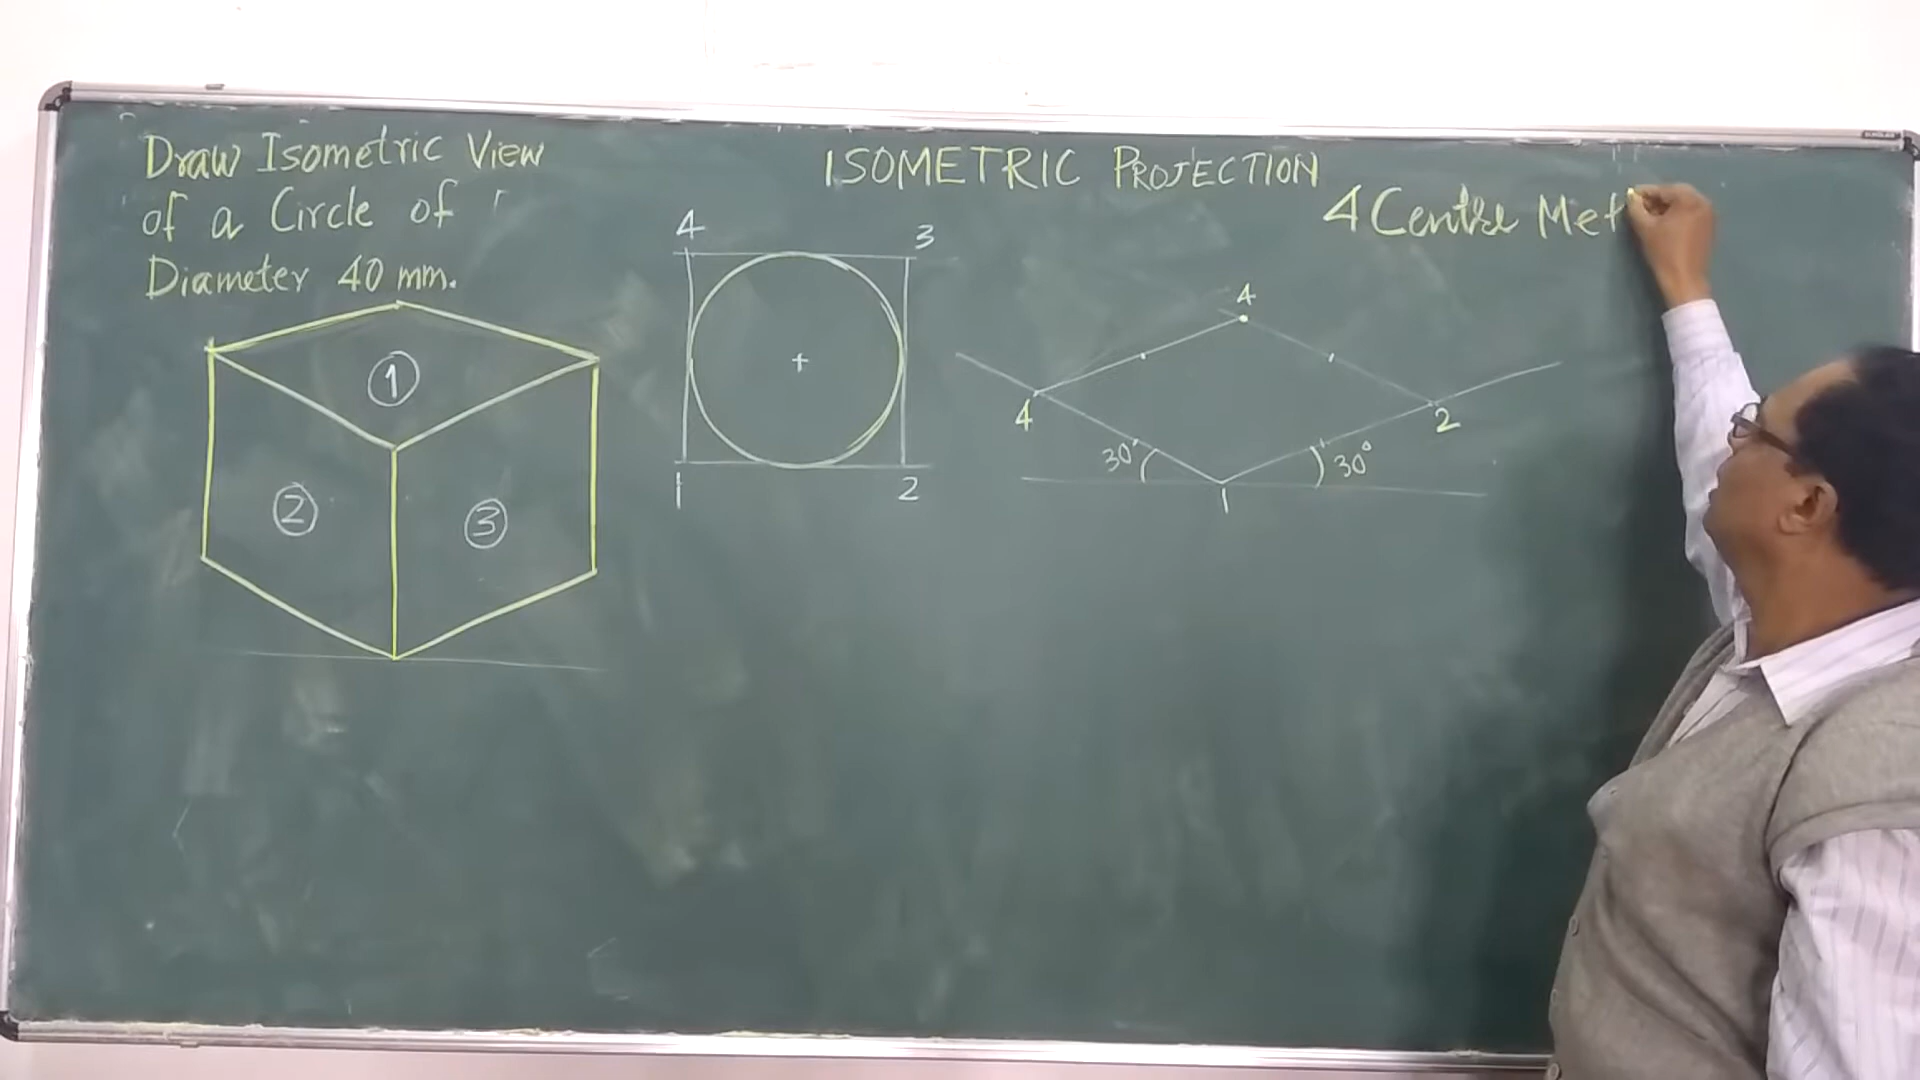 Draw Isometric View
of a Circle of
Diameter 40 mm.
ISOMETRIC PROJECTION
4 Centre Met
1
2
3
4
3
1
2
4
4
2
30°
30°
1